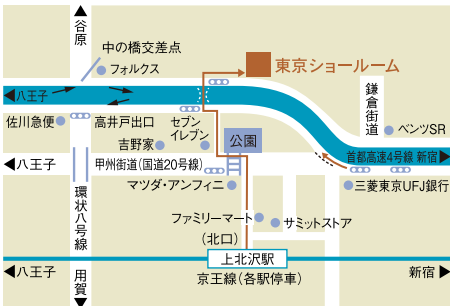 谷原
中の橋交差点
フォルクス
東京ショールーム
八王子
鎌倉街道
佐川急便
高井戸出口
セブン
イレブン
ベンツSR
吉野家
公園
首都高速4号線 新宿
八王子
甲州街道(国道20号線)
マツダ・アンフィニ
三菱東京UFJ銀行
環状八号線
ファミリーマート
サミットストア
(北口)
上北沢駅
八王子
用賀
京王線(各駅停車)
新宿